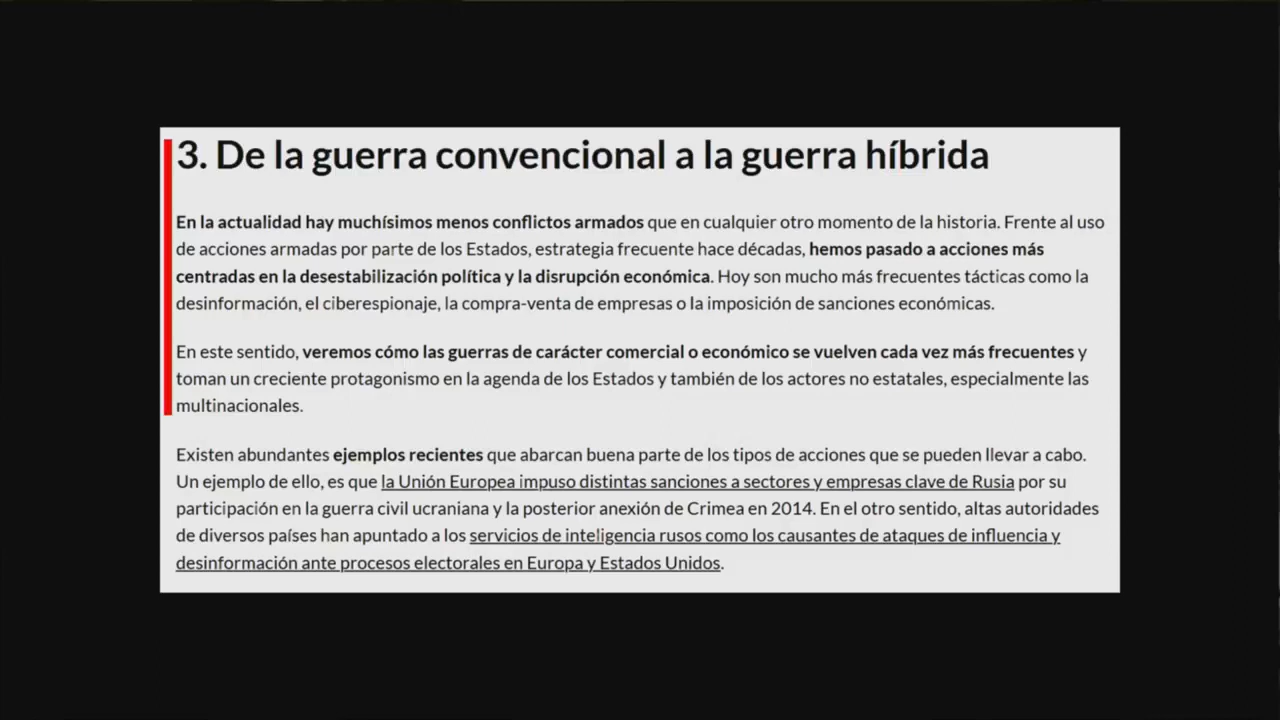 3. De la guerra convencional a la guerra híbrida
En la actualidad hay muchísimos menos conflictos armados que en cualquier otro momento de la historia. Frente al uso
de acciones armadas por parte de los Estados, estrategia frecuente hace décadas, hemos pasado a acciones más
centradas en la desestabilización política y la disrupción económica. Hoy son mucho más frecuentes tácticas como la
desinformación, el ciberespionaje, la compra-venta de empresas o la imposición de sanciones económicas.
En este sentido, veremos cómo las guerras de carácter comercial o económico se vuelven cada vez más frecuentes y
toman un creciente protagonismo en la agenda de los Estados y también de los actores no estatales, especialmente las
multinacionales.
Existen abundantes ejemplos recientes que abarcan buena parte de los tipos de acciones que se pueden llevar a cabo.
Un ejemplo de ello, es que la Unión Europea impuso distintas sanciones a sectores y empresas clave de Rusia por su
participación en la guerra civil ucraniana y la posterior anexión de Crimea en 2014. En el otro sentido, altas autoridades
de diversos países han apuntado a los servicios de inteligencia rusos como los causantes de ataques de influencia y
desinformación ante procesos electorales en Europa y Estados Unidos.